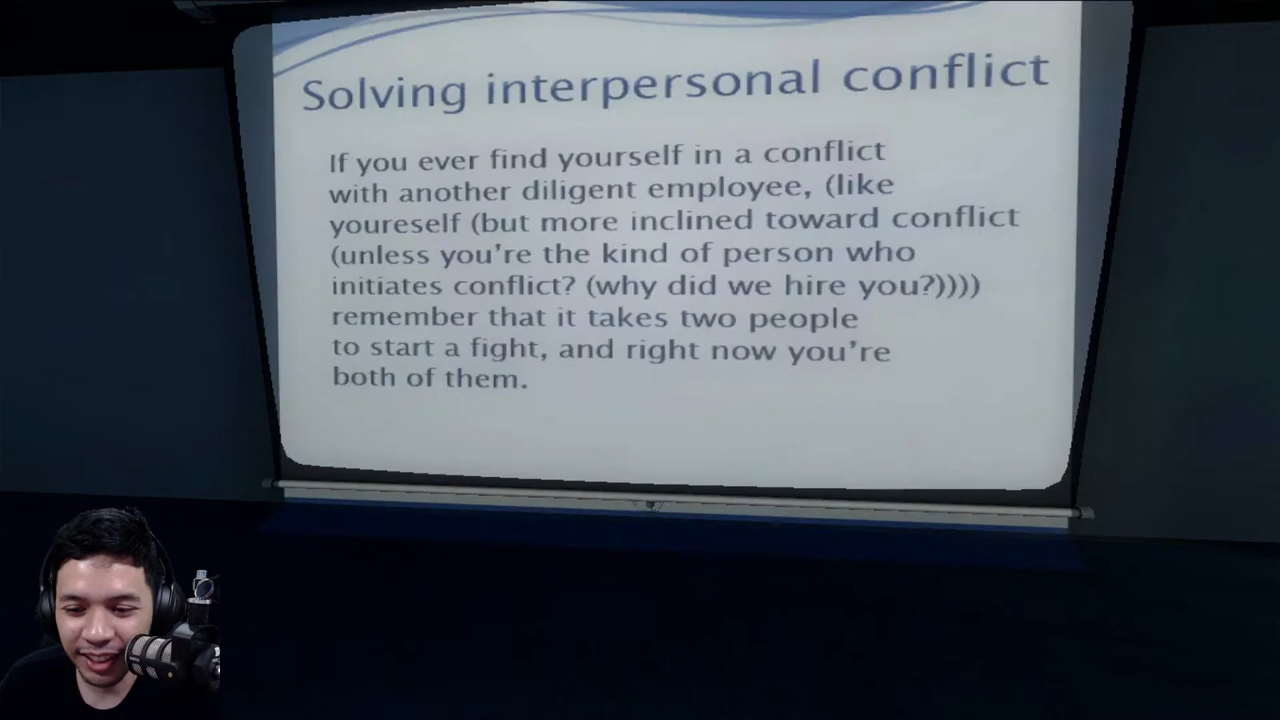 Solving interpersonal conflict
If you ever find yourself in a conflict
with another diligent employee, (like
youreself (but more inclined toward conflict
(unless you're the kind of person who
initiates conflict? (why did we hire you?))))
remember that it takes two people
to start a fight, and right now you're
both of them.